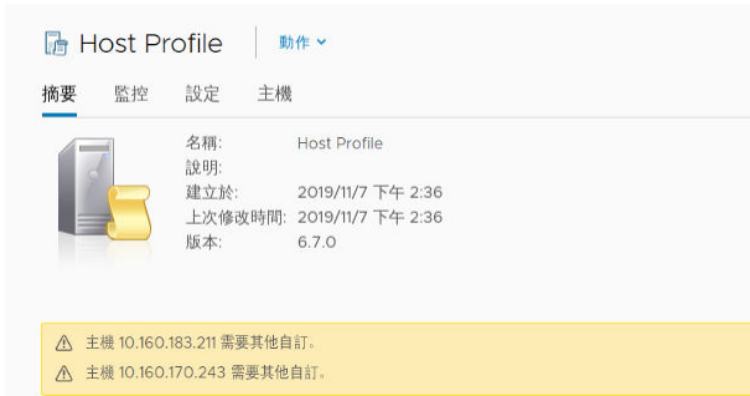 Host Profile 動作
摘要 監控 設定 主機
名稱: Host Profile
說明:
建立於: 2019/11/7 下午 2:36
上次修改時間: 2019/11/7 下午 2:36
版本: 6.7.0
主機 10.160.183.211 需要其他自訂。
主機 10.160.170.243 需要其他自訂。